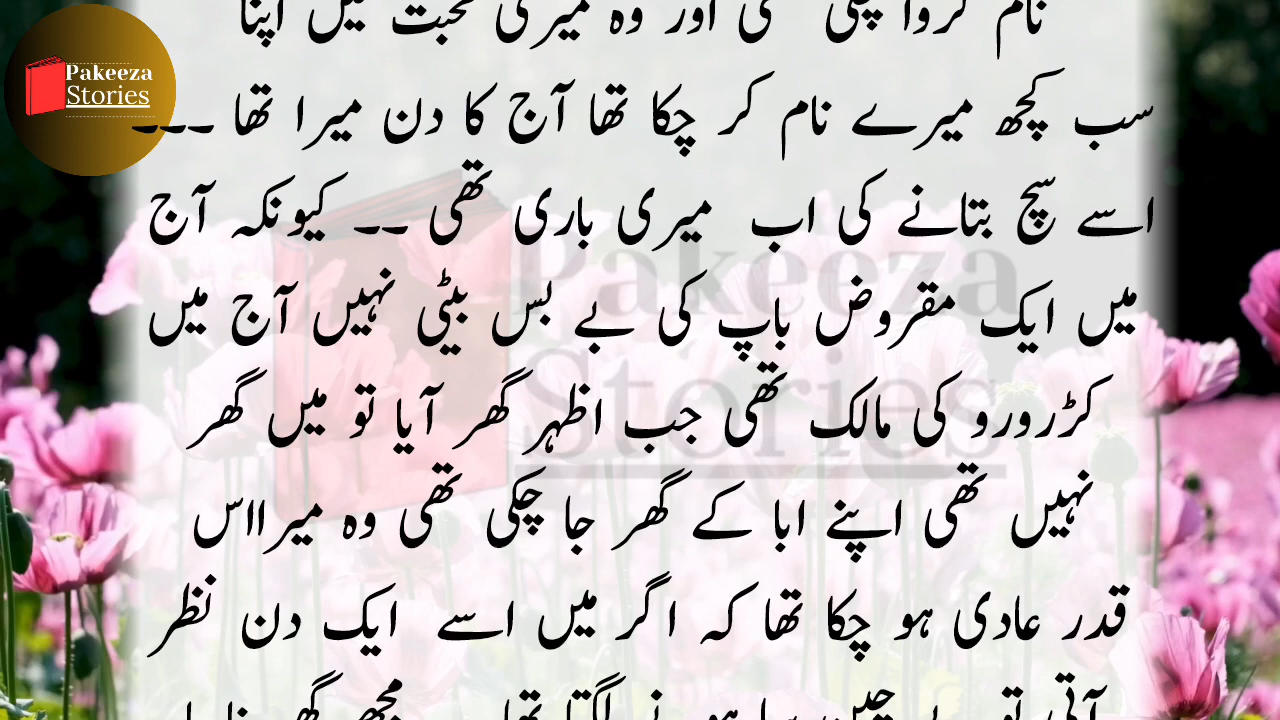 Pakeeza
Stories
نام کروا چکی تھی اور وہ میری محبت میں اپنا
سب کچھ میرے نام کر چکا تھا آج کا دن میرا تھا ۔۔۔
اسے سچ بتانے کی اب میری باری تھی ۔۔ کیونکہ آج
میں ایک مقروض باپ کی بے بس بیٹی نہیں آج میں
کڑرورو کی مالک تھی جب اظہر گھر آیا تو میں گھر
نہیں تھی اپنے ابا کے گھر جا چکی تھی وہ میرااس
قدر عادی ہو چکا تھا کہ اگر میں اسے ایک دن نظر
Pakeeza
Stories